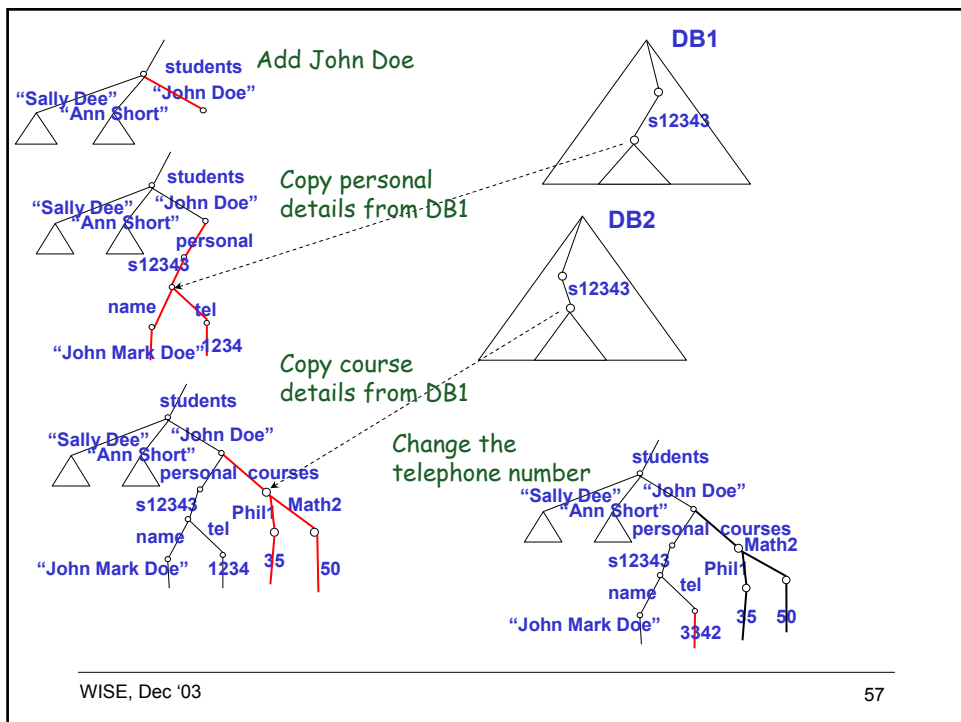 students
Add John Doe
"Sally Dee"
"John Doe"
"Ann Short"
DB1
s12343
students
Copy personal
details from DB1
"Sally Dee"
"John Doe"
"Ann Short"
personal
s12343
name
tel
"John Mark Doe"
1234
DB2
s12343
Copy course
details from DB1
students
"Sally Dee"
"John Doe"
"Ann Short"
personal courses
s12343
Phil1
Math2
name
tel
"John Mark Doe"
1234
35
50
Change the
telephone number
students
"Sally Dee"
"John Doe"
"Ann Short"
personal courses
Math2
s12343
Phil1
name
tel
"John Mark Doe"
3342
35
50
WISE, Dec ‘03
57